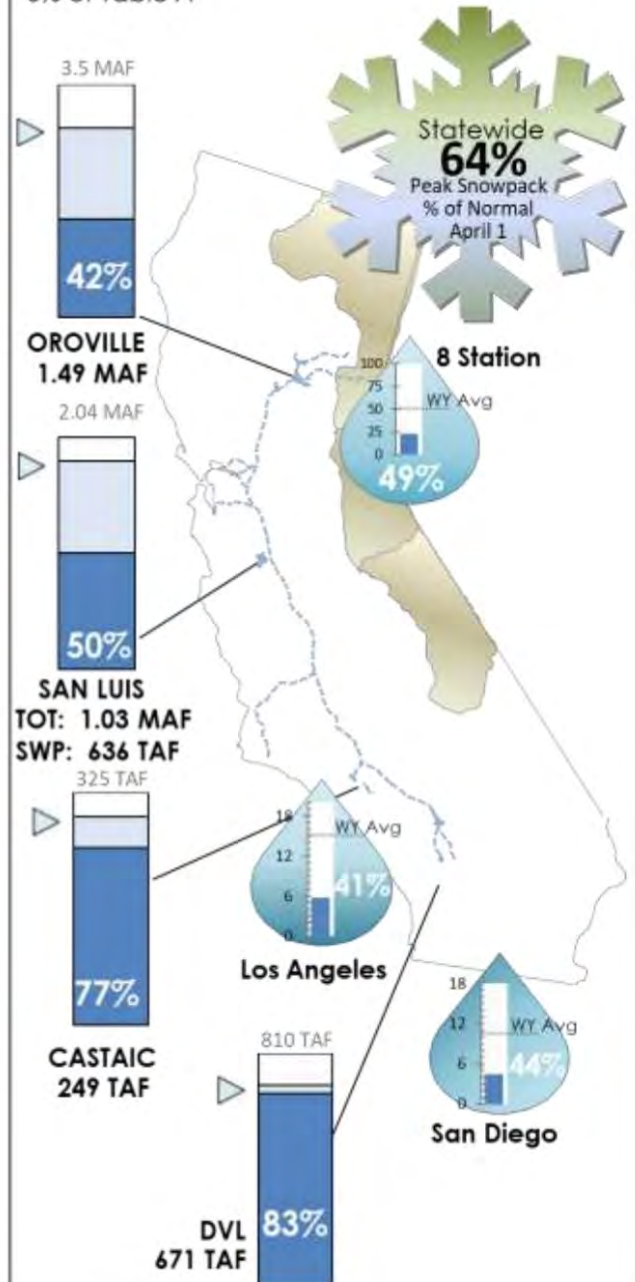 3.5 MAF
42%
OROVILLE
1.49 MAF
Statewide
64%
Peak Snowpack
% of Normal
April 1
8 Station
100
75
50
25
0
WY Avg
49%
2.04 MAF
50%
SAN LUIS
TOT: 1.03 MAF
SWP: 636 TAF
325 TAF
77%
CASTAIC
249 TAF
18
12
6
0
WY Avg
41%
Los Angeles
18
12
6
0
WY Avg
44%
San Diego
810 TAF
83%
DVL
671 TAF